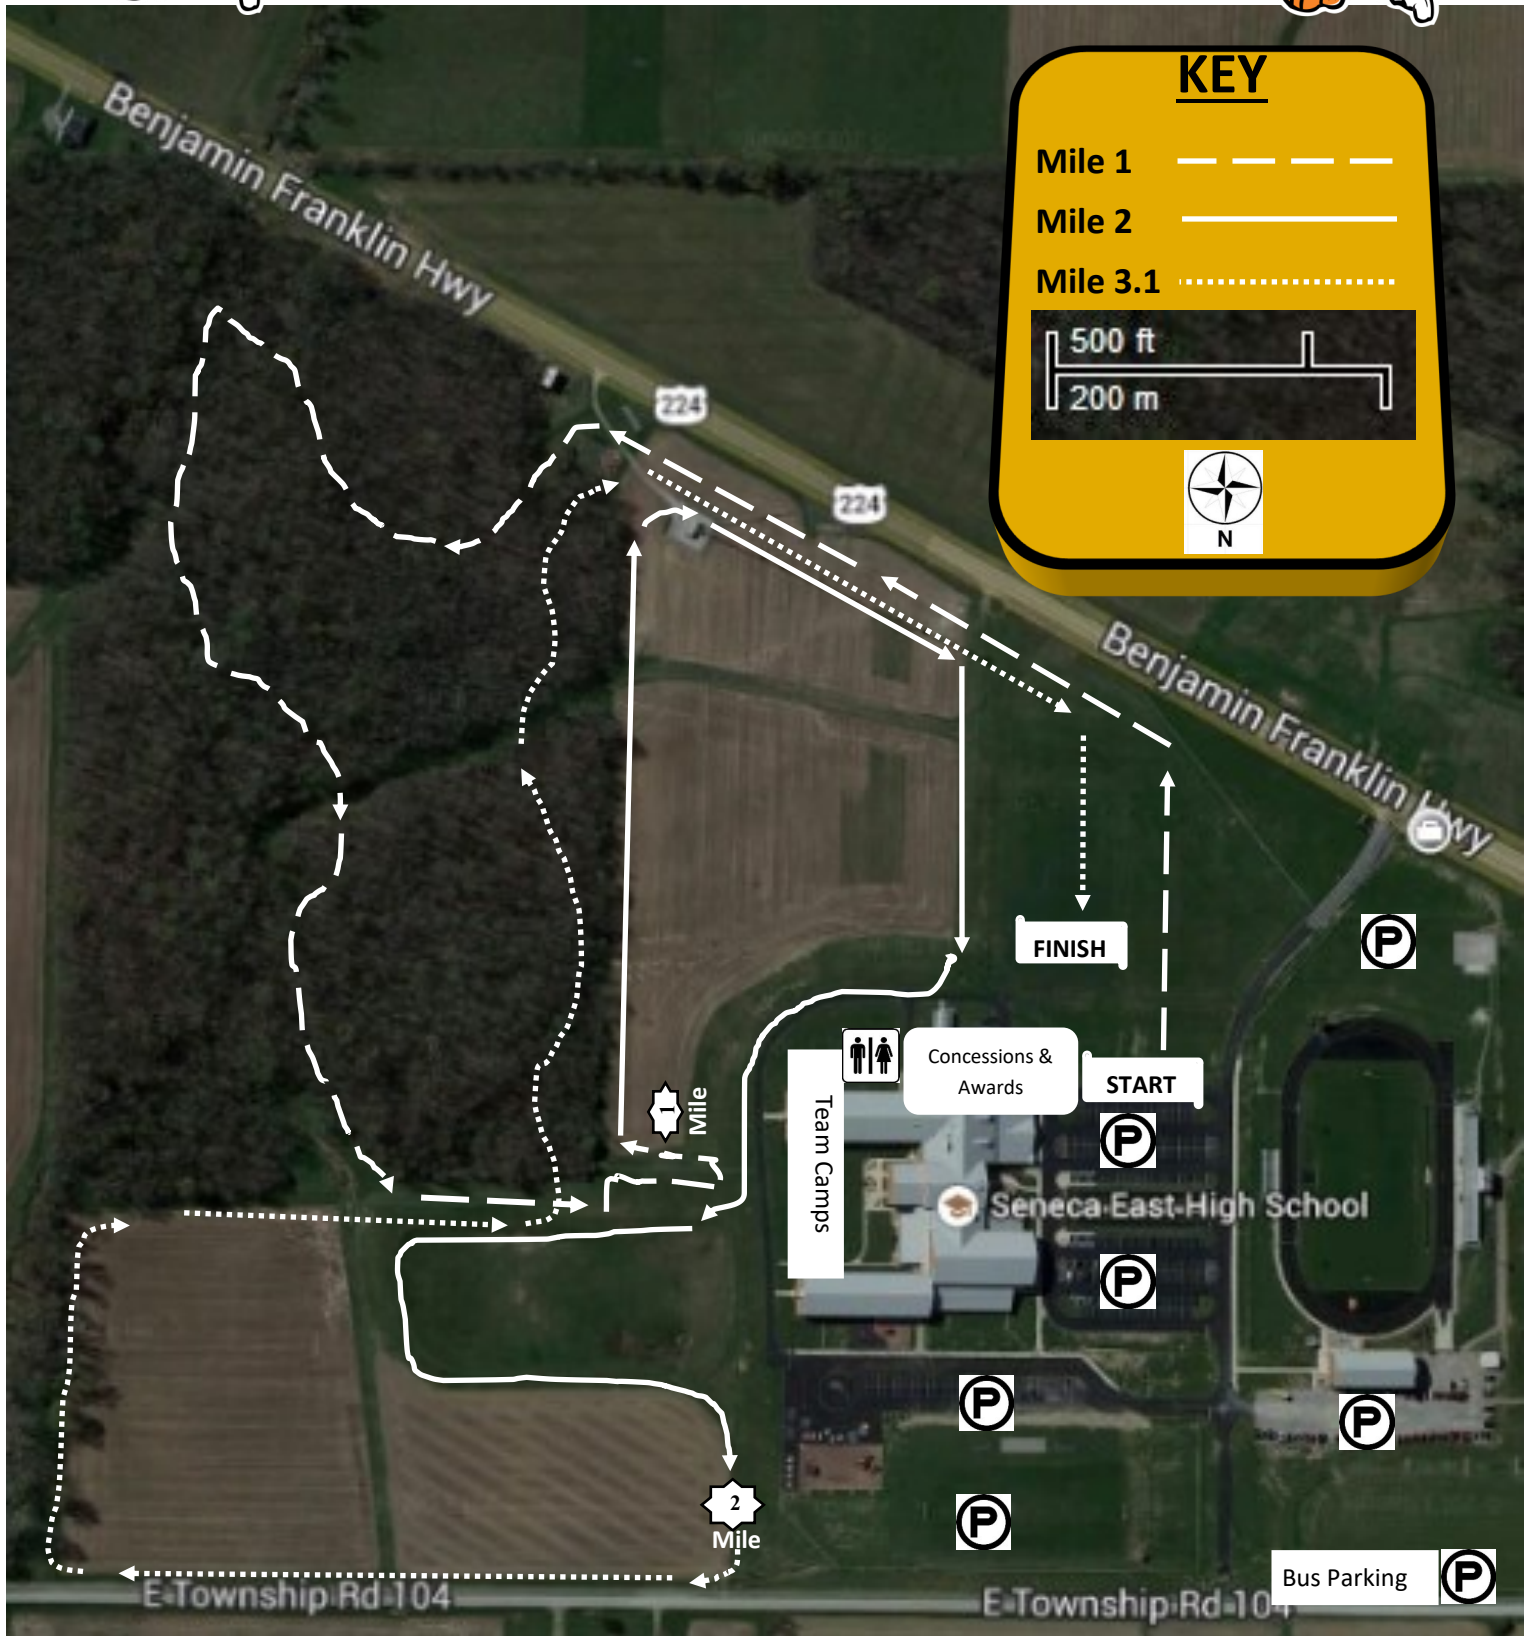 KEY
Mile 1
Mile 2
Mile 3.1
500 ft
200 m
N
Benjamin Franklin Hwy
224
224
Benjamin Franklin Hwy
P
FINISH
Concessions &
Awards
START
1
Mile
Team Camps
P
Seneca East High School
P
P
P
2
Mile
P
Bus Parking
P
E Township Rd 104
E Township Rd 104